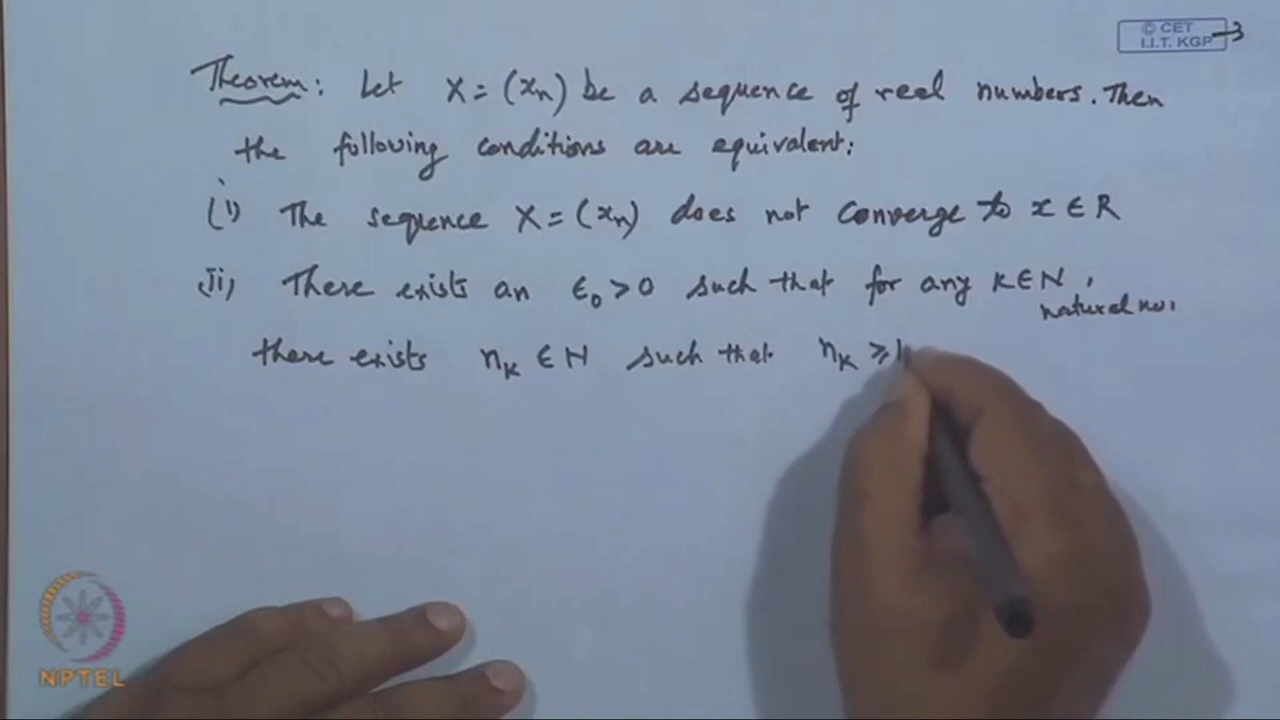 © CET
I.I.T. KGP
Theorem: Let X = (xn) be a sequence of real numbers. Then
the following conditions are equivalent:
(i) The sequence X = (xn) does not converge to x ∈ R
(ii) There exists an ϵ0 > 0 such that for any K ∈ N,
natural no.
there exists nK ∈ N such that nK ≥
NPTEL